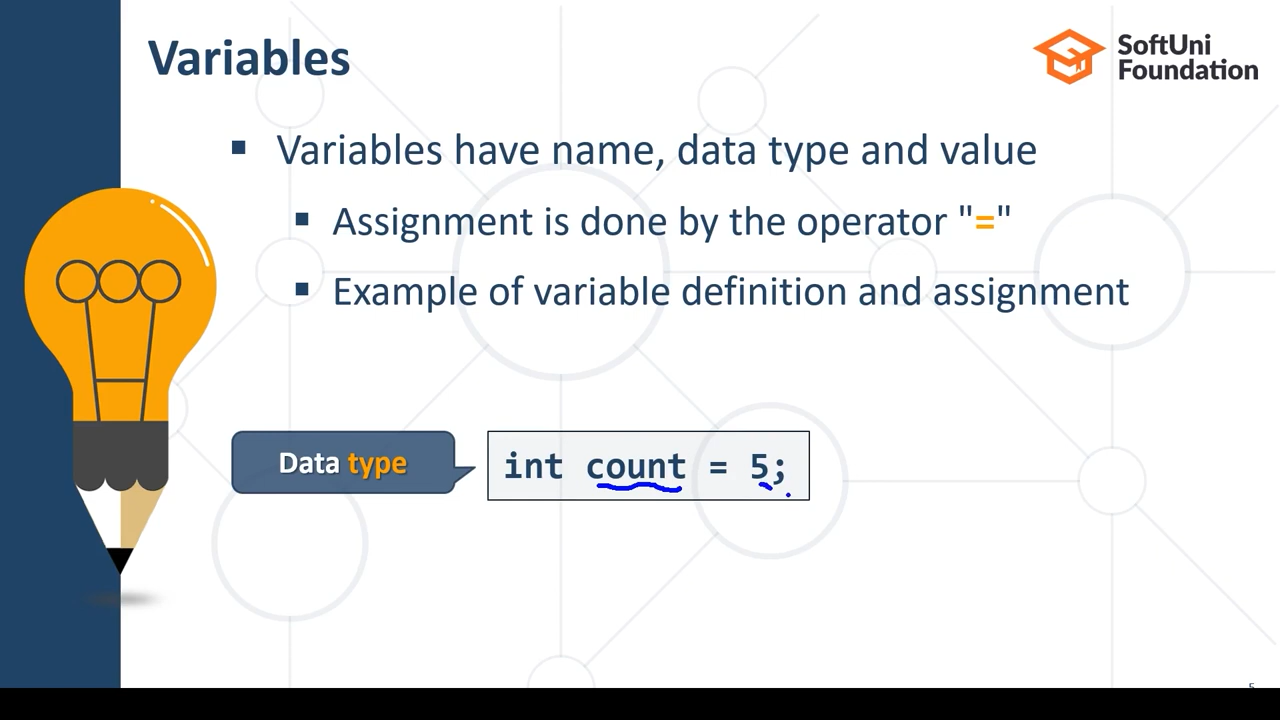 Variables
SoftUni
Foundation
▪ Variables have name, data type and value
▪ Assignment is done by the operator "="
▪ Example of variable definition and assignment
Data type
int count = 5;